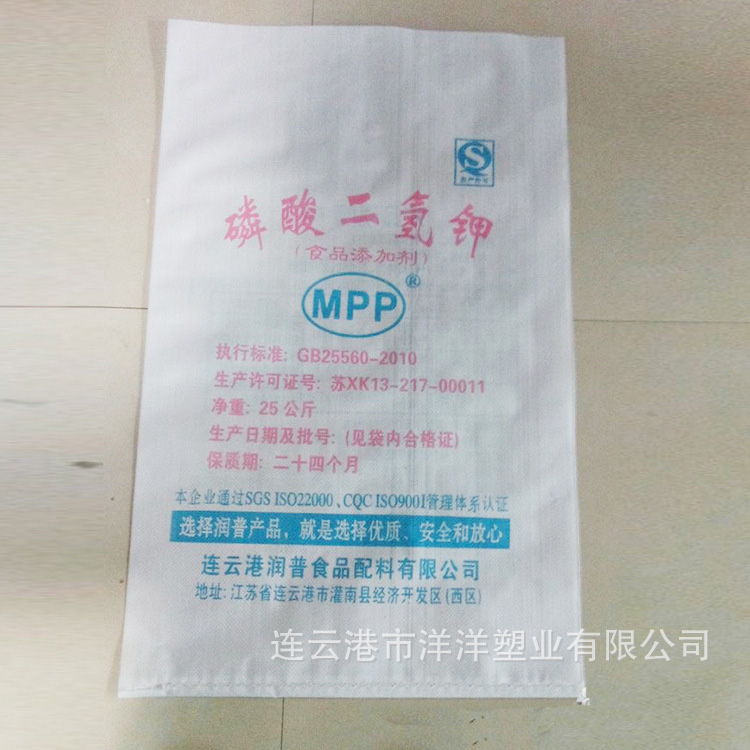 生产许可
磷酸二氢钾
（食品添加剂）
MPP®
执行标准: GB25560-2010
生产许可证号: 苏XK13-217-00011
净重: 25 公斤
生产日期及批号: (见袋内合格证)
保质期: 二十四个月
本企业通过SGS ISO22000、CQC ISO9001管理体系认证
选择润普产品，就是选择优质、安全和放心
连云港润普食品配料有限公司
地址: 江苏省连云港市灌南县经济开发区(西区)
连云港市洋洋塑业有限公司